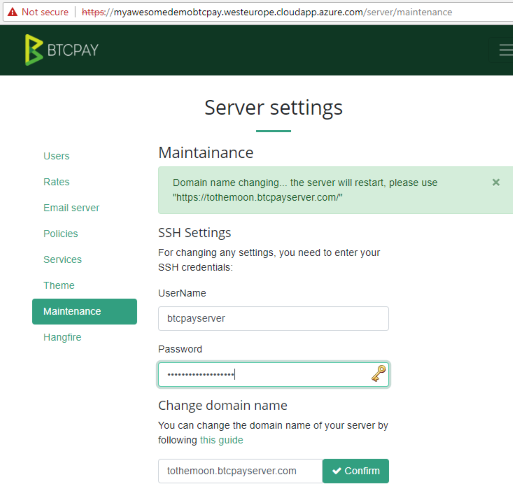 Not secure https://myawesomedemobtcpay.westeurope.cloudapp.azure.com/server/maintenance
BTCPAY
Server settings
Users
Rates
Email server
Policies
Services
Theme
Maintenance
Hangfire
Maintainance
Domain name changing... the server will restart, please use
"https://tothemoon.btcpayserver.com/"
×
SSH Settings
For changing any settings, you need to enter your
SSH credentials:
UserName
btcpayserver
Password
Change domain name
You can change the domain name of your server by
following this guide
tothemoon.btcpayserver.com
Confirm